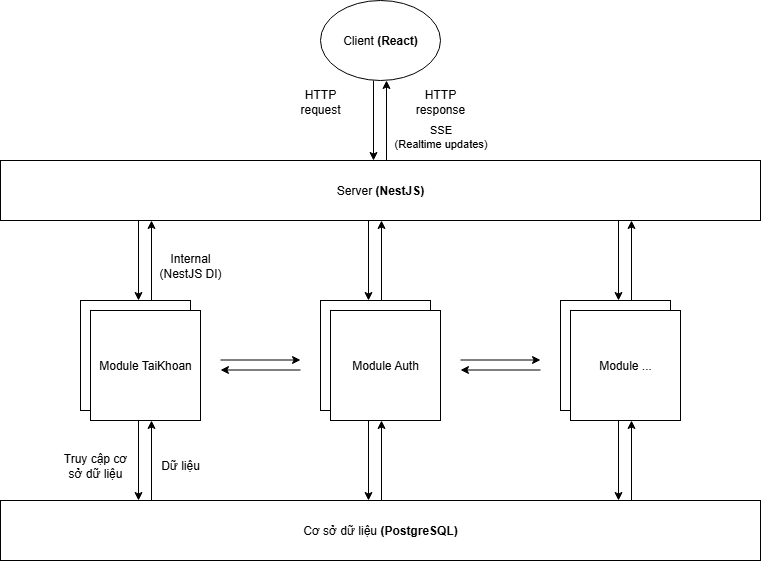 Client (React)
HTTP
request
HTTP
response
SSE
(Realtime updates)
Server (NestJS)
Internal
(NestJS DI)
Module TaiKhoan
Module Auth
Module ...
Truy cập cơ
sở dữ liệu
Dữ liệu
Cơ sở dữ liệu (PostgreSQL)